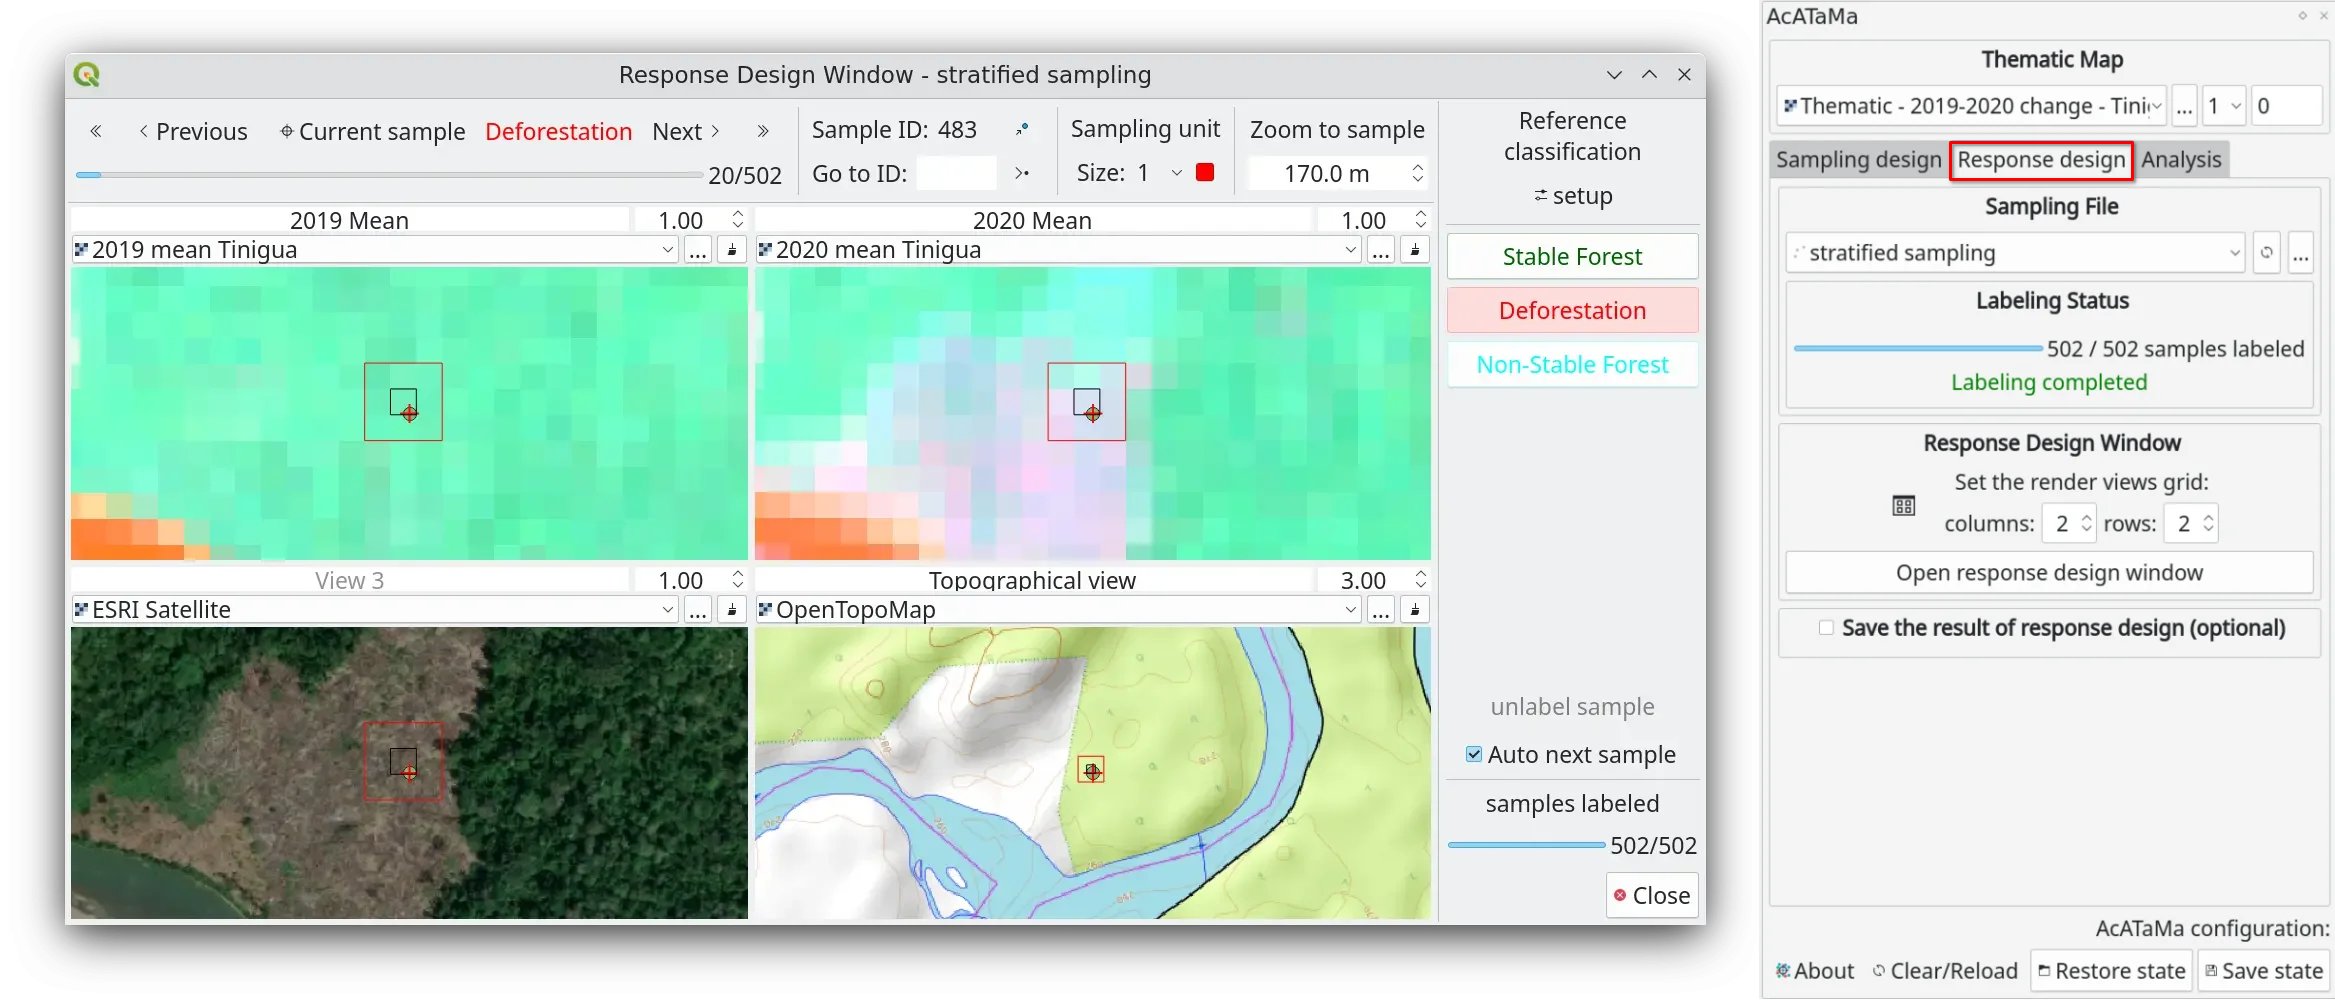 Response Design Window - stratified sampling
« ‹ Previous Current sample Deforestation Next › »
20/502
Sample ID: 483
Go to ID:
Sampling unit
Size: 1
Zoom to sample
170.0 m
Reference
classification
setup
2019 Mean 1.00
2019 mean Tinigua ...
2020 Mean 1.00
2020 mean Tinigua ...
View 3 1.00
ESRI Satellite ...
Topographical view 3.00
OpenTopoMap ...
Stable Forest
Deforestation
Non-Stable Forest
unlabel sample
Auto next sample
samples labeled
502/502
Close
AcATaMa
Thematic Map
Thematic - 2019-2020 change - Tini ... 1 0
Sampling design Response design Analysis
Sampling File
stratified sampling ...
Labeling Status
502 / 502 samples labeled
Labeling completed
Response Design Window
Set the render views grid:
columns: 2 rows: 2
Open response design window
Save the result of response design (optional)
AcATaMa configuration:
About Clear/Reload Restore state Save state